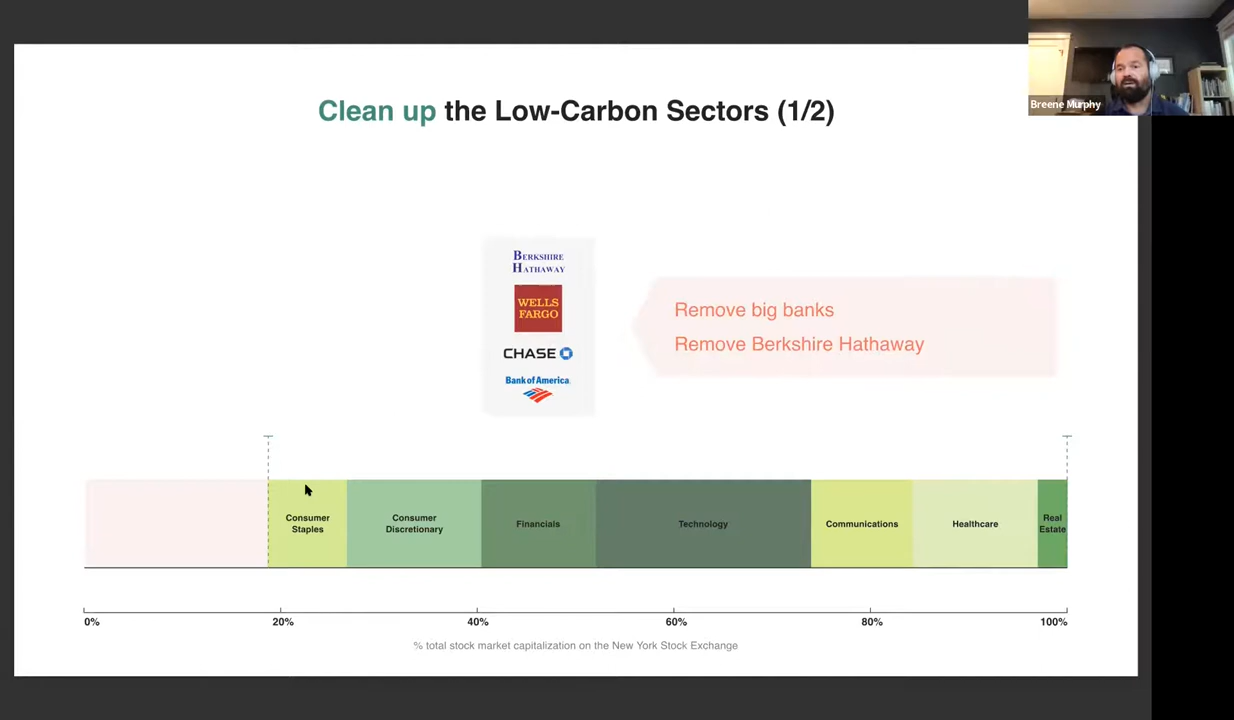 Breene Murphy
Clean up the Low-Carbon Sectors (1/2)
BERKSHIRE
HATHAWAY
WELLS
FARGO
CHASE
Bank of America
Remove big banks
Remove Berkshire Hathaway
Consumer
Staples
Consumer
Discretionary
Financials
Technology
Communications
Healthcare
Real
Estate
0%
20%
40%
60%
80%
100%
% total stock market capitalization on the New York Stock Exchange